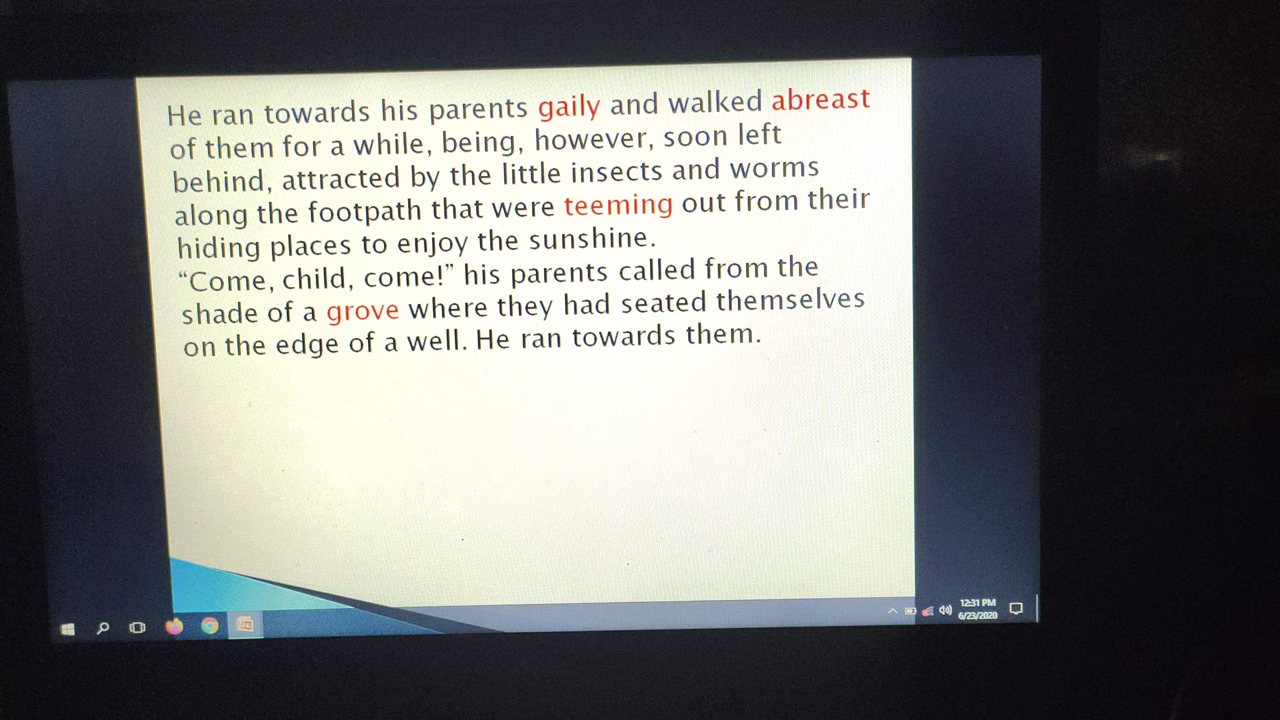 He ran towards his parents gaily and walked abreast
of them for a while, being, however, soon left
behind, attracted by the little insects and worms
along the footpath that were teeming out from their
hiding places to enjoy the sunshine.
“Come, child, come!” his parents called from the
shade of a grove where they had seated themselves
on the edge of a well. He ran towards them.
12:31 PM
6/23/2020